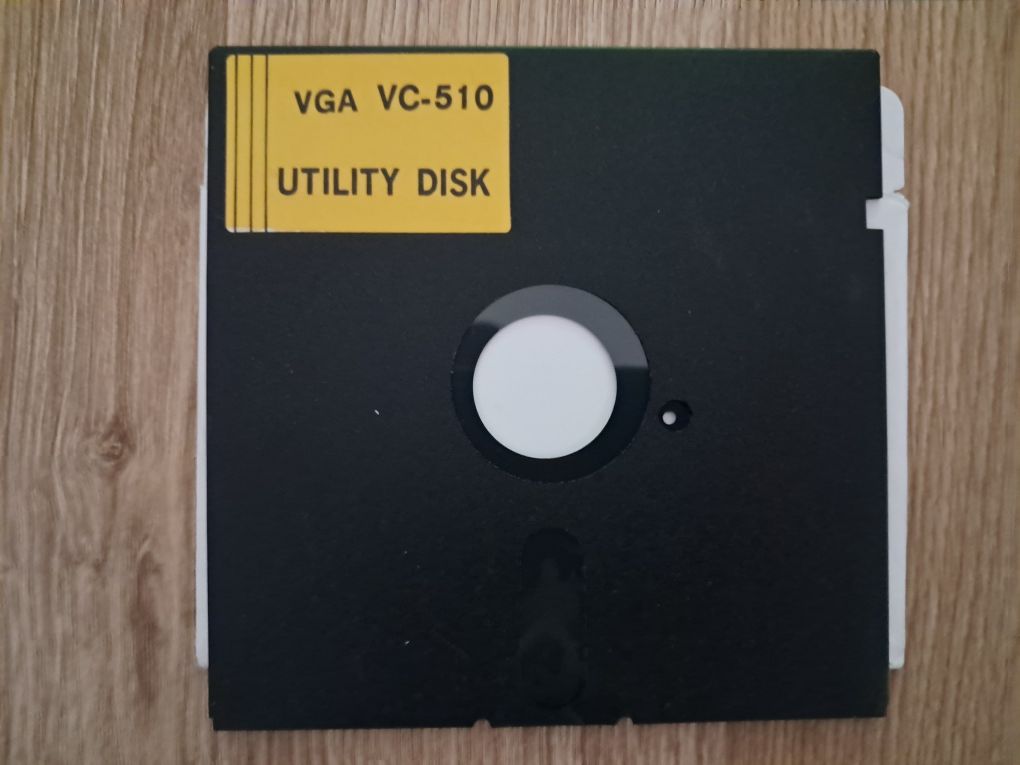 VGA VC-510
UTILITY DISK